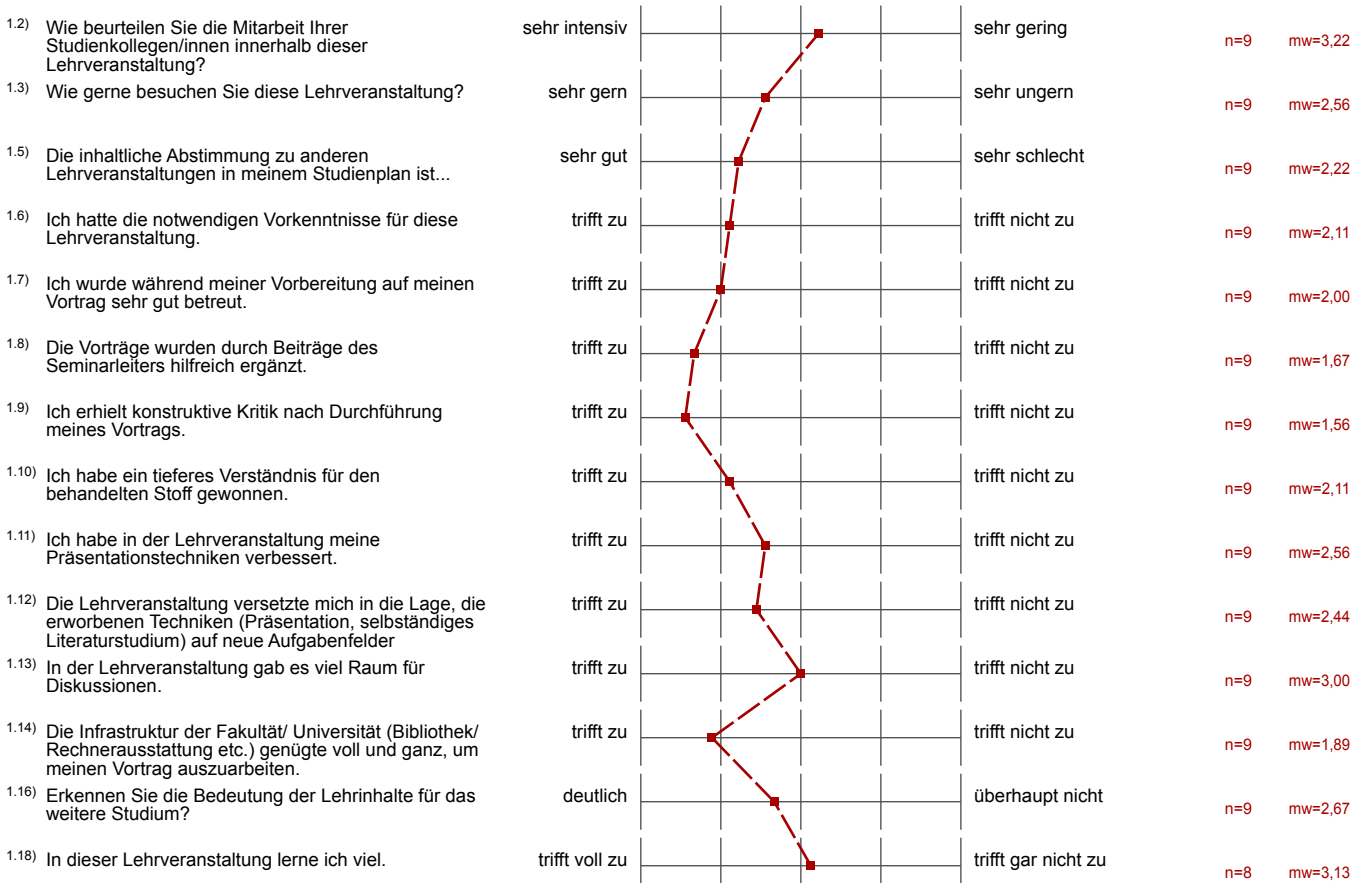 1.2) Wie beurteilen Sie die Mitarbeit Ihrer sehr intensiv sehr gering
Studienkollegen/innen innerhalb dieser n=9 mw=3,22
Lehrveranstaltung?
1.3) Wie gerne besuchen Sie diese Lehrveranstaltung? sehr gern sehr ungern
n=9 mw=2,56
1.5) Die inhaltliche Abstimmung zu anderen sehr gut sehr schlecht
Lehrveranstaltungen in meinem Studienplan ist... n=9 mw=2,22
1.6) Ich hatte die notwendigen Vorkenntnisse für diese trifft zu trifft nicht zu
Lehrveranstaltung. n=9 mw=2,11
1.7) Ich wurde während meiner Vorbereitung auf meinen trifft zu trifft nicht zu
Vortrag sehr gut betreut. n=9 mw=2,00
1.8) Die Vorträge wurden durch Beiträge des trifft zu trifft nicht zu
Seminarleiters hilfreich ergänzt. n=9 mw=1,67
1.9) Ich erhielt konstruktive Kritik nach Durchführung trifft zu trifft nicht zu
meines Vortrags. n=9 mw=1,56
1.10) Ich habe ein tieferes Verständnis für den trifft zu trifft nicht zu
behandelten Stoff gewonnen. n=9 mw=2,11
1.11) Ich habe in der Lehrveranstaltung meine trifft zu trifft nicht zu
Präsentationstechniken verbessert. n=9 mw=2,56
1.12) Die Lehrveranstaltung versetzte mich in die Lage, die trifft zu trifft nicht zu
erworbenen Techniken (Präsentation, selbständiges n=9 mw=2,44
Literaturstudium) auf neue Aufgabenfelder
1.13) In der Lehrveranstaltung gab es viel Raum für trifft zu trifft nicht zu
Diskussionen. n=9 mw=3,00
1.14) Die Infrastruktur der Fakultät/ Universität (Bibliothek/ trifft zu trifft nicht zu
Rechnerausstattung etc.) genügte voll und ganz, um n=9 mw=1,89
meinen Vortrag auszuarbeiten.
1.16) Erkennen Sie die Bedeutung der Lehrinhalte für das deutlich überhaupt nicht
weitere Studium? n=9 mw=2,67
1.18) In dieser Lehrveranstaltung lerne ich viel. trifft voll zu trifft gar nicht zu
n=8 mw=3,13